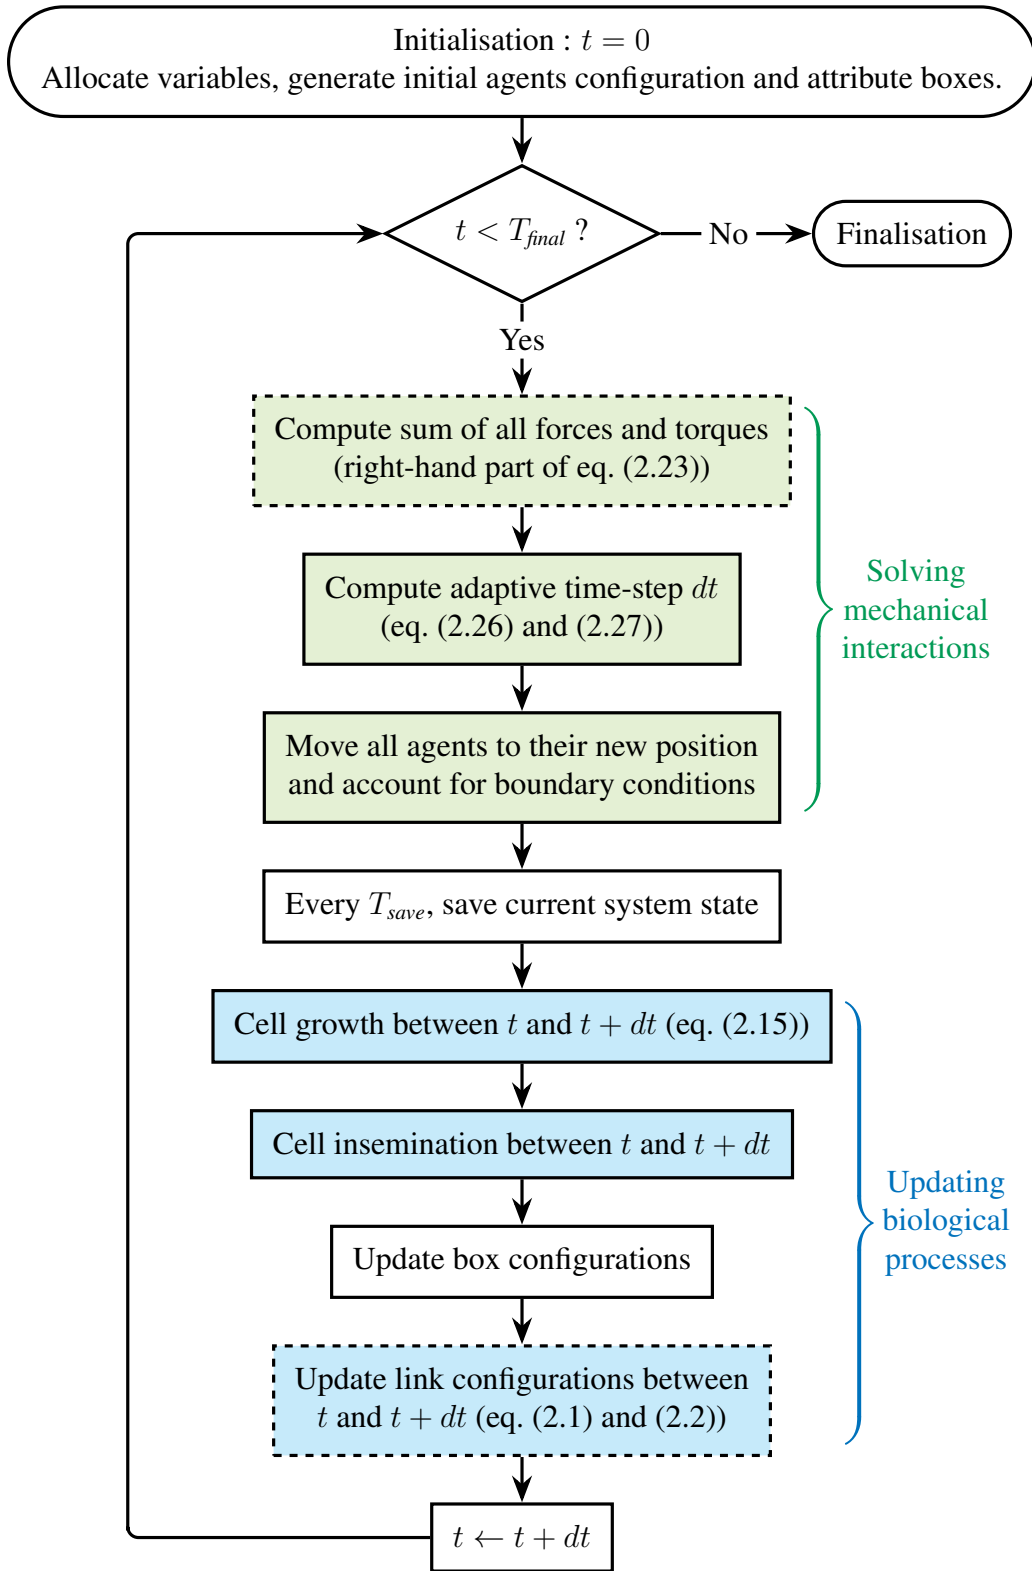 Initialisation : t = 0
Allocate variables, generate initial agents configuration and attribute boxes.
t < T_final ?
No
Finalisation
Yes
Compute sum of all forces and torques
(right-hand part of eq. (2.23))
Compute adaptive time-step dt
(eq. (2.26) and (2.27))
Move all agents to their new position
and account for boundary conditions
Solving
mechanical
interactions
Every T_save, save current system state
Cell growth between t and t + dt (eq. (2.15))
Cell insemination between t and t + dt
Update box configurations
Update link configurations between
t and t + dt (eq. (2.1) and (2.2))
Updating
biological
processes
t ← t + dt